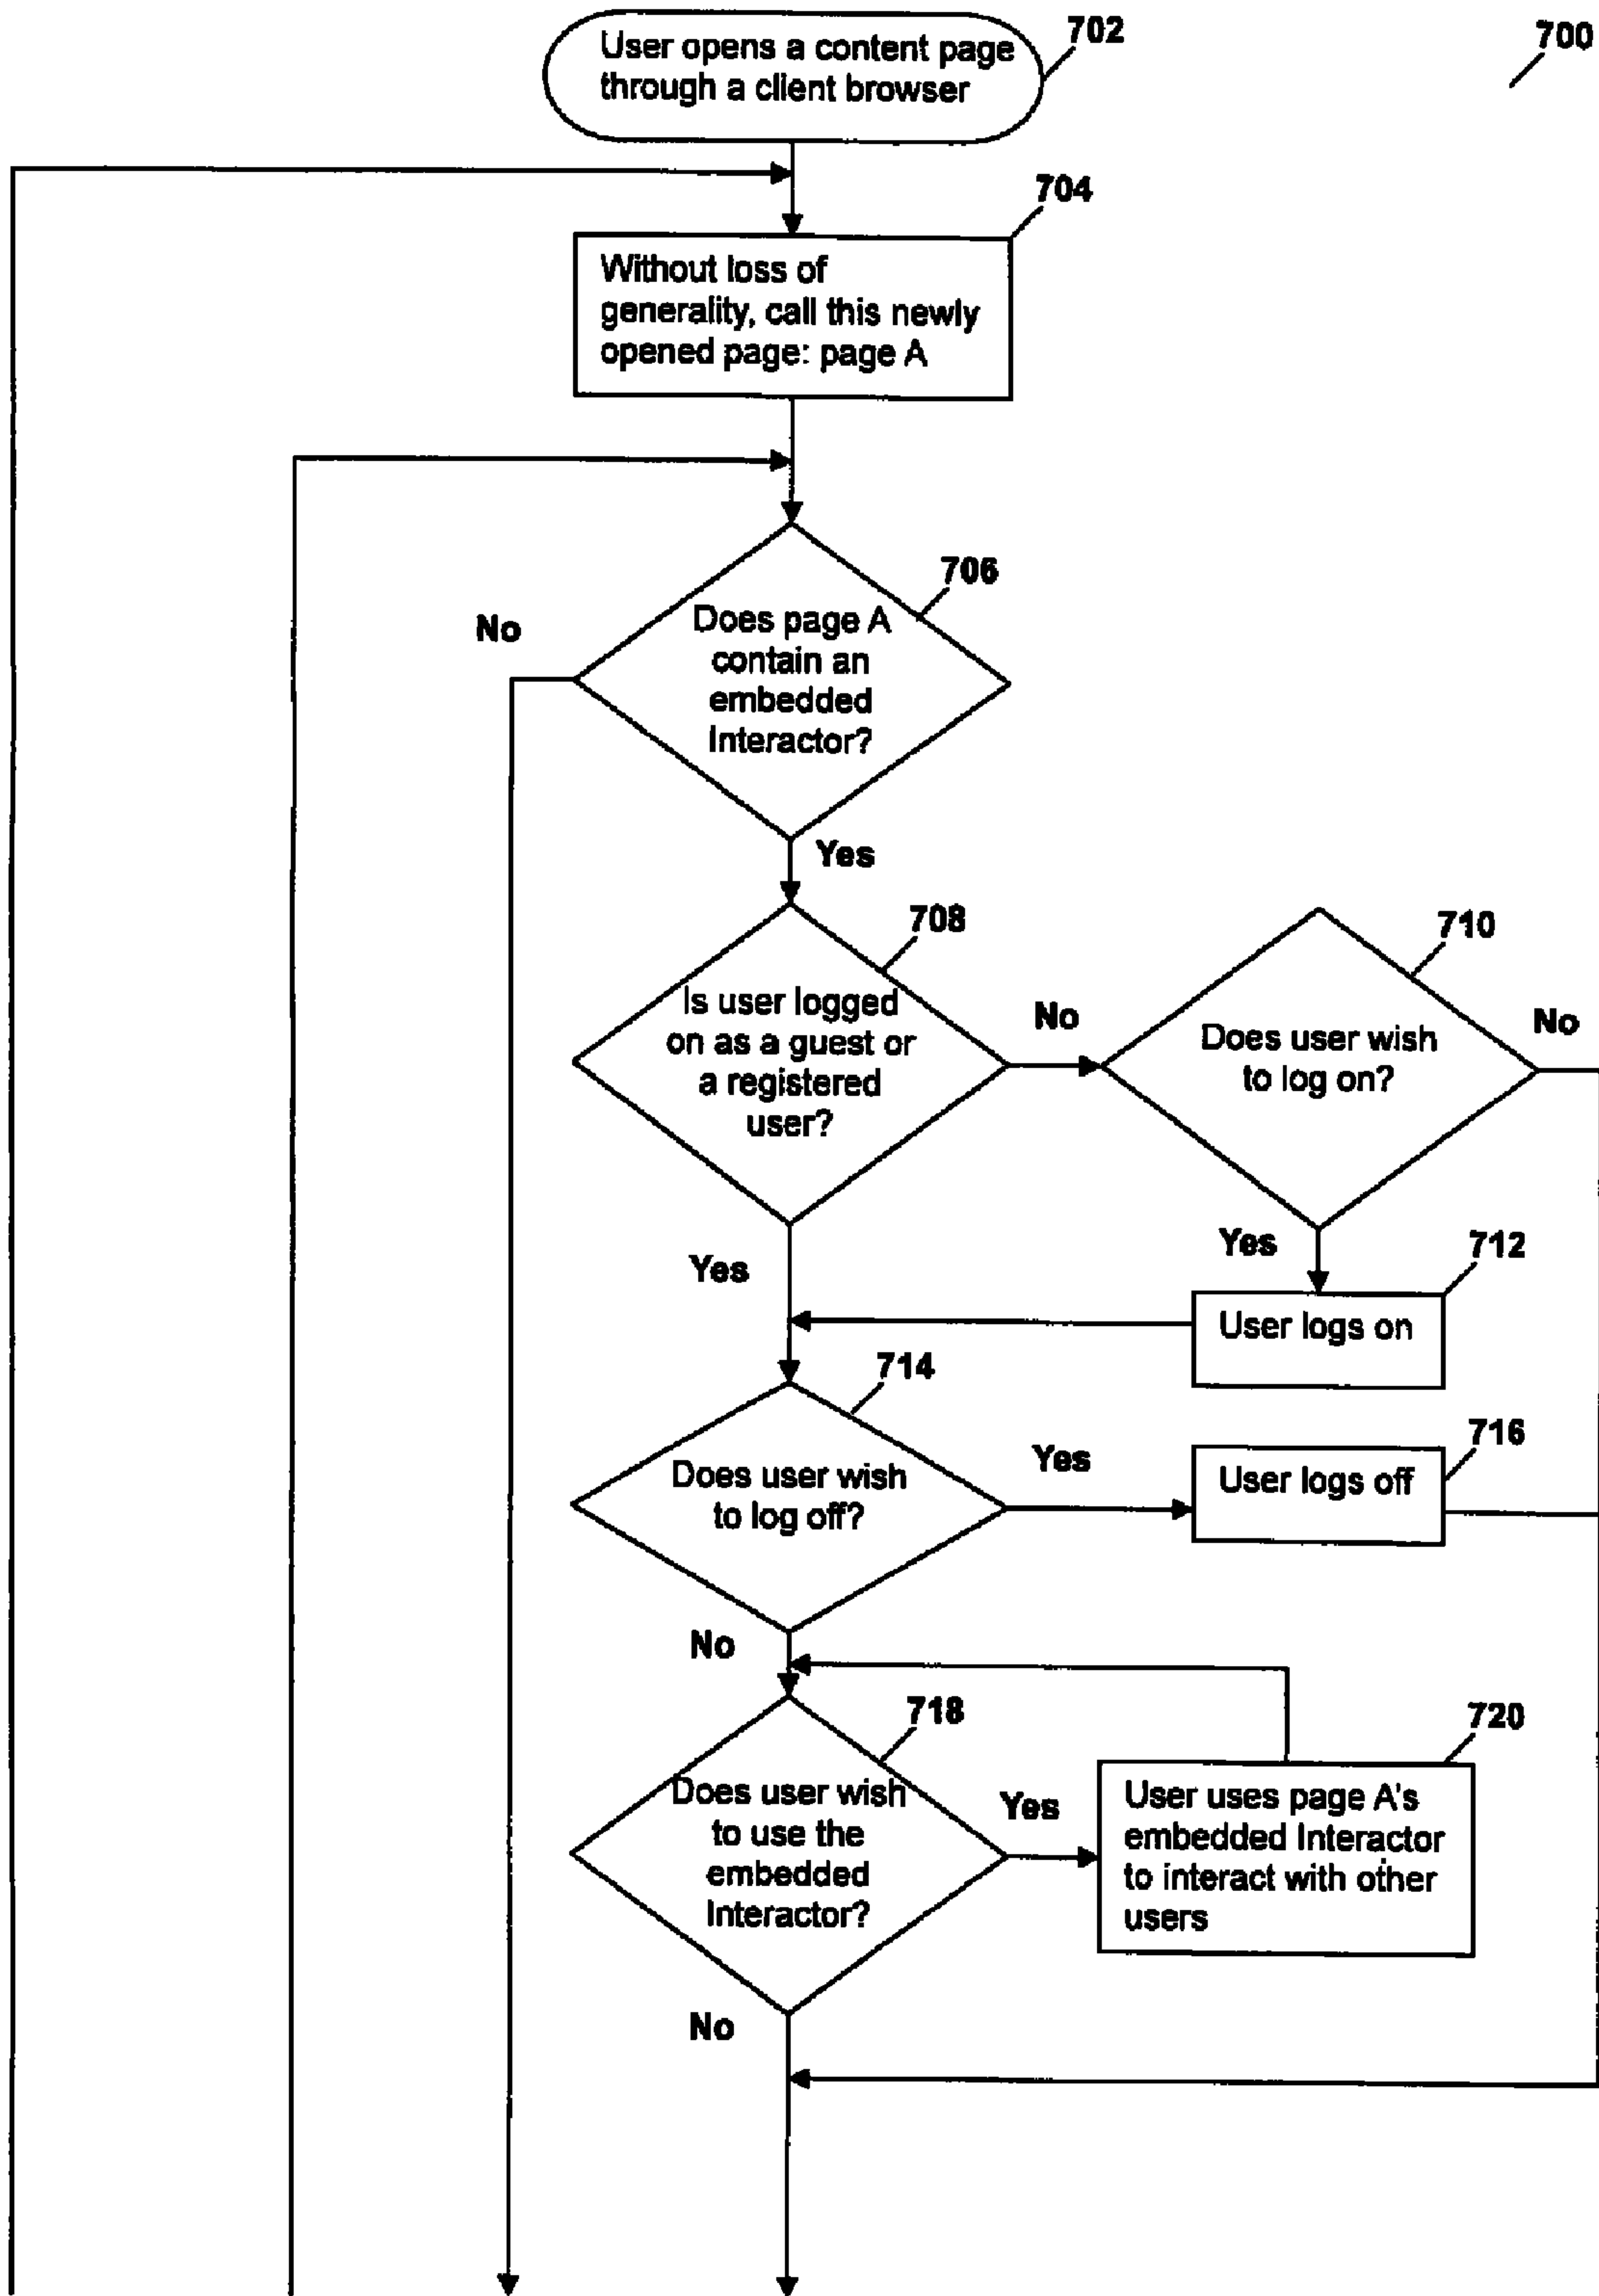 User opens a content page
through a client browser
702
700
704
Without loss of
generality, call this newly
opened page: page A
706
No
Does page A
contain an
embedded
Interactor?
Yes
708
710
Is user logged
on as a guest or
a registered
user?
No
Does user wish
to log on?
No
Yes
Yes
712
User logs on
714
716
Does user wish
to log off?
Yes
User logs off
No
718
720
Does user wish
to use the
embedded
Interactor?
Yes
User uses page A's
embedded Interactor
to interact with other
users
No